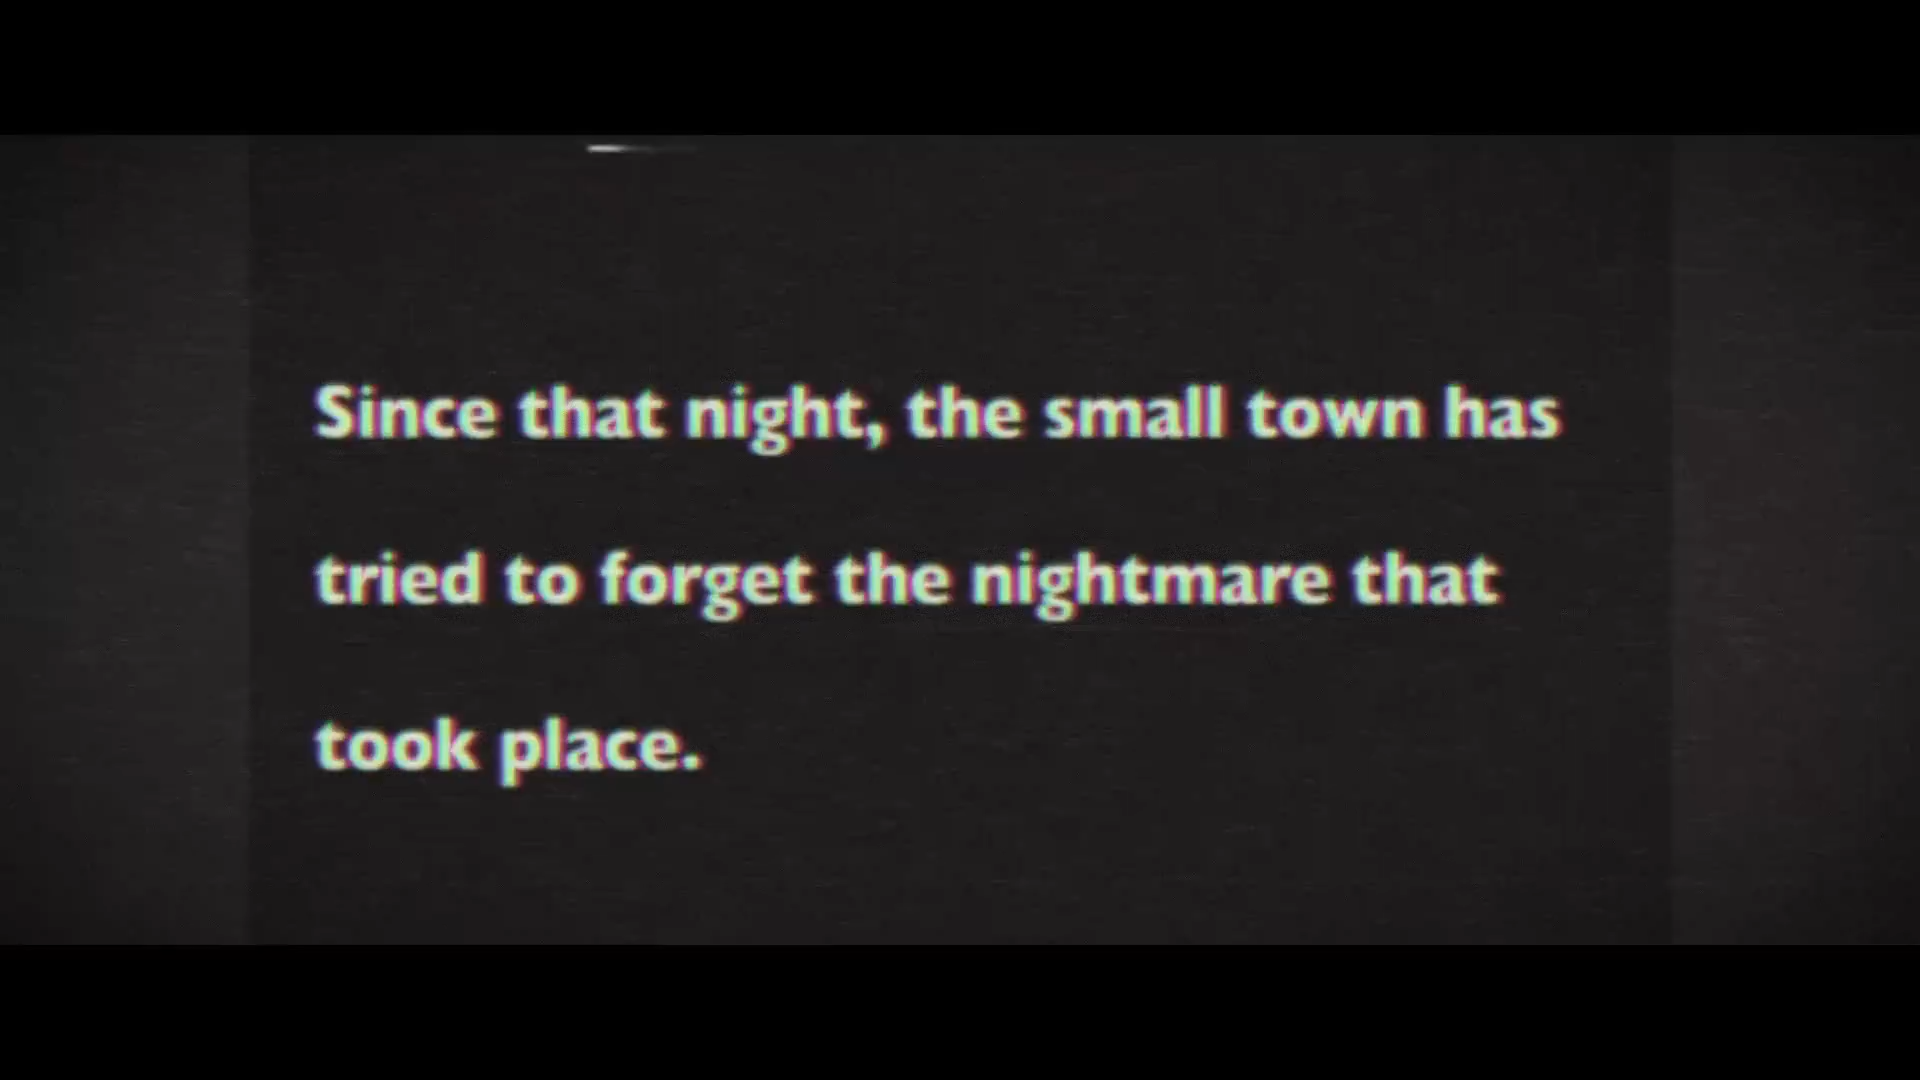 Since that night, the small town has
tried to forget the nightmare that
took place.